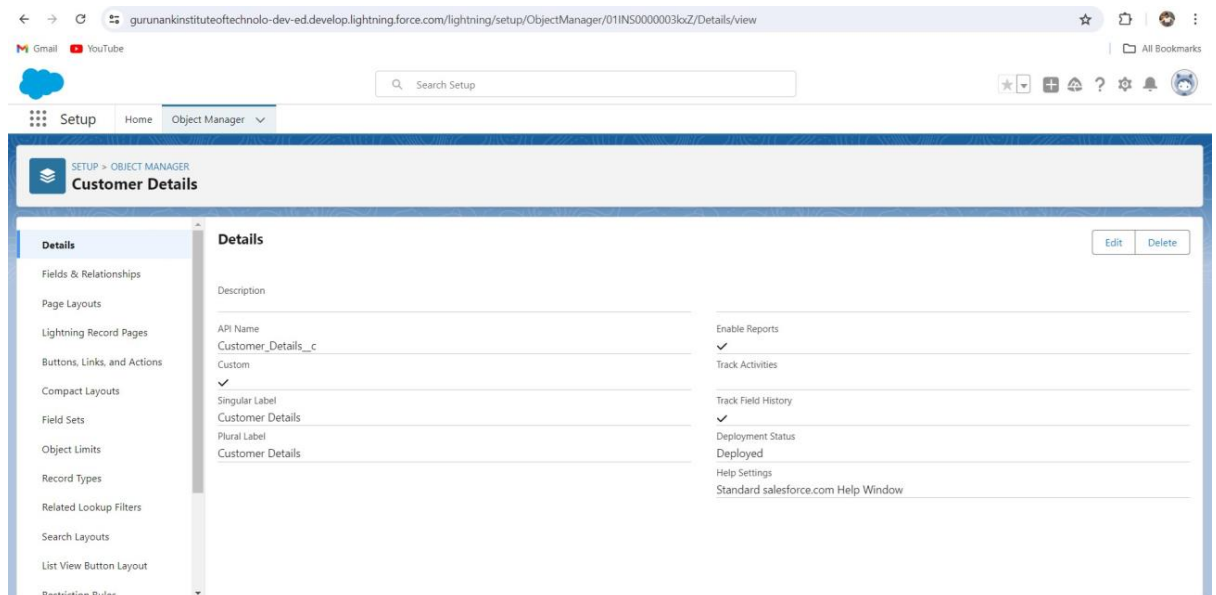 gurunankinstituteoftechnolo-dev-ed.develop.lightning.force.com/lightning/setup/ObjectManager/01INS0000003kxZ/Details/view
Gmail YouTube All Bookmarks
Search Setup
Setup Home Object Manager
SETUP > OBJECT MANAGER
Customer Details
Details
Fields & Relationships
Page Layouts
Lightning Record Pages
Buttons, Links, and Actions
Compact Layouts
Field Sets
Object Limits
Record Types
Related Lookup Filters
Search Layouts
List View Button Layout
Restriction Rules
Details
Edit Delete
Description
API Name
Customer_Details__c
Custom
Singular Label
Customer Details
Plural Label
Customer Details
Enable Reports
Track Activities
Track Field History
Deployment Status
Deployed
Help Settings
Standard salesforce.com Help Window